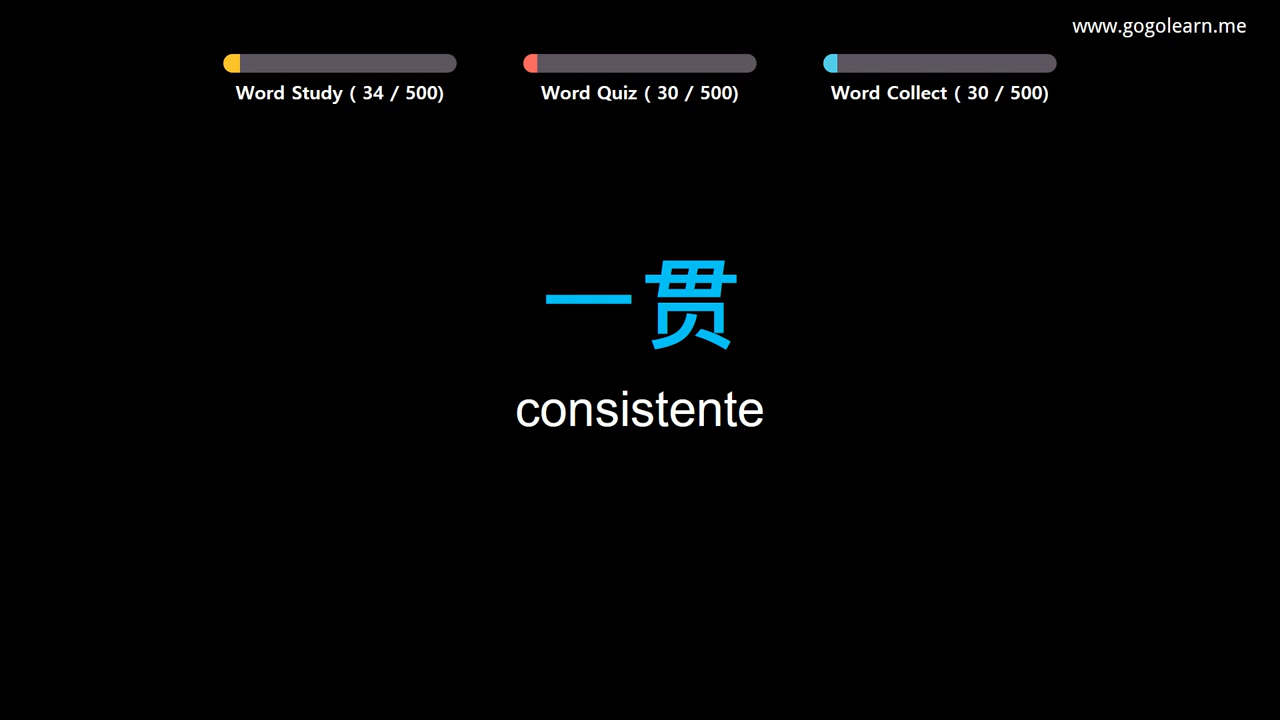 www.gogolearn.me
Word Study ( 34 / 500)
Word Quiz ( 30 / 500)
Word Collect ( 30 / 500)
一贯
consistente